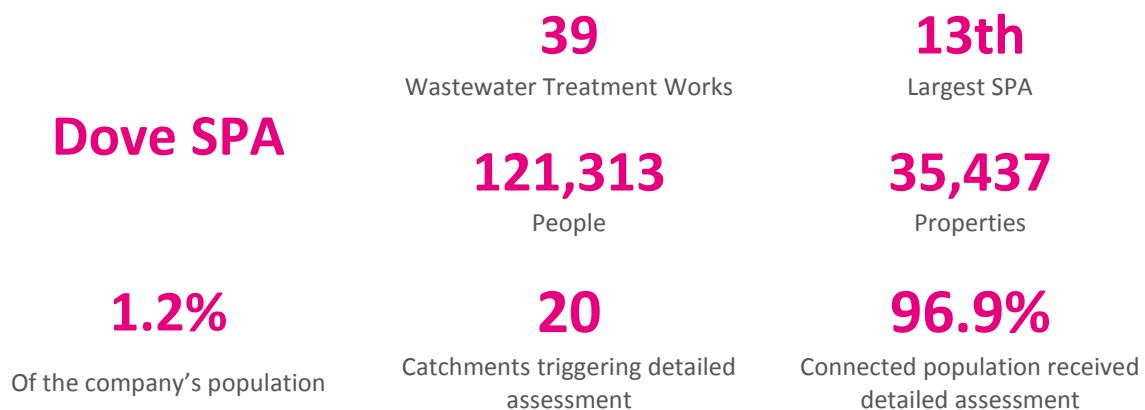 39
Wastewater Treatment Works
13th
Largest SPA
Dove SPA
121,313
People
35,437
Properties
1.2%
Of the company’s population
20
Catchments triggering detailed
assessment
96.9%
Connected population received
detailed assessment